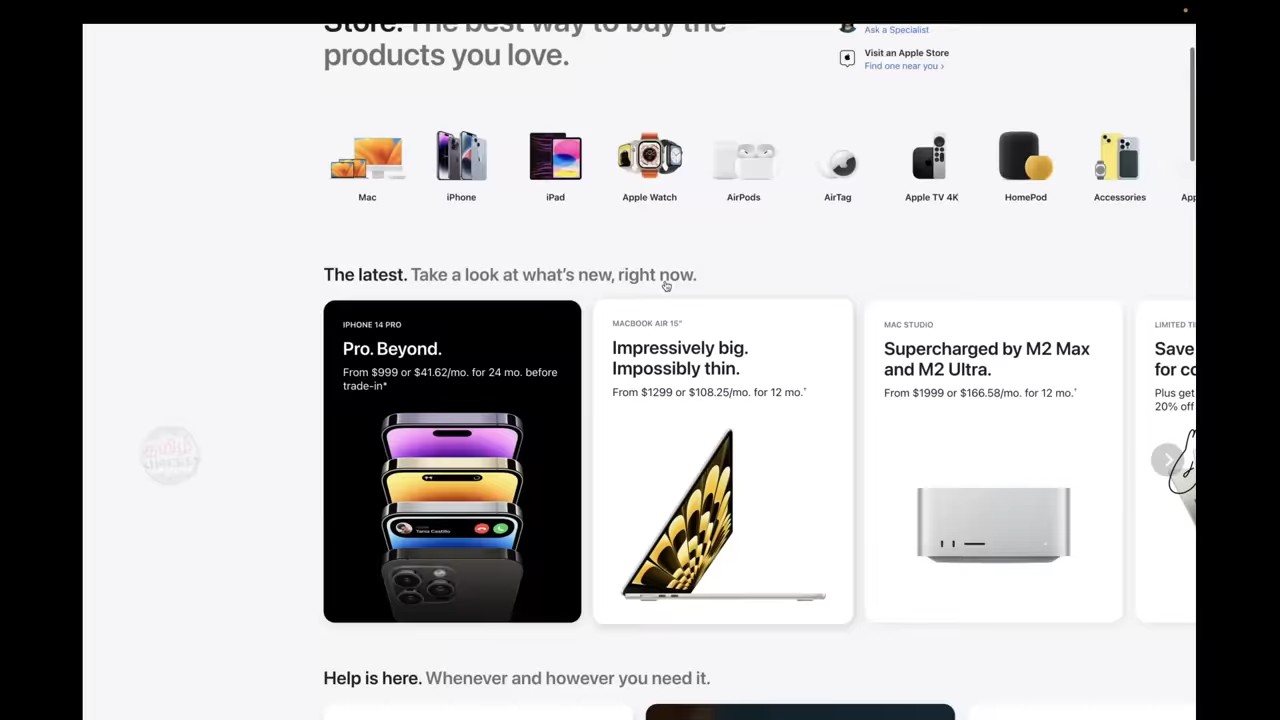 Store. The best way to buy the
products you love.
Ask a Specialist
Visit an Apple Store
Find one near you ›
Mac
iPhone
iPad
Apple Watch
AirPods
AirTag
Apple TV 4K
HomePod
Accessories
The latest. Take a look at what's new, right now.
IPHONE 14 PRO
Pro. Beyond.
From $999 or $41.62/mo. for 24 mo. before
trade-in*
MACBOOK AIR 15"
Impressively big.
Impossibly thin.
From $1299 or $108.25/mo. for 12 mo.†
MAC STUDIO
Supercharged by M2 Max
and M2 Ultra.
From $1999 or $166.58/mo. for 12 mo.†
Save
Plus get
20% off
Tania Castillo
Help is here. Whenever and however you need it.